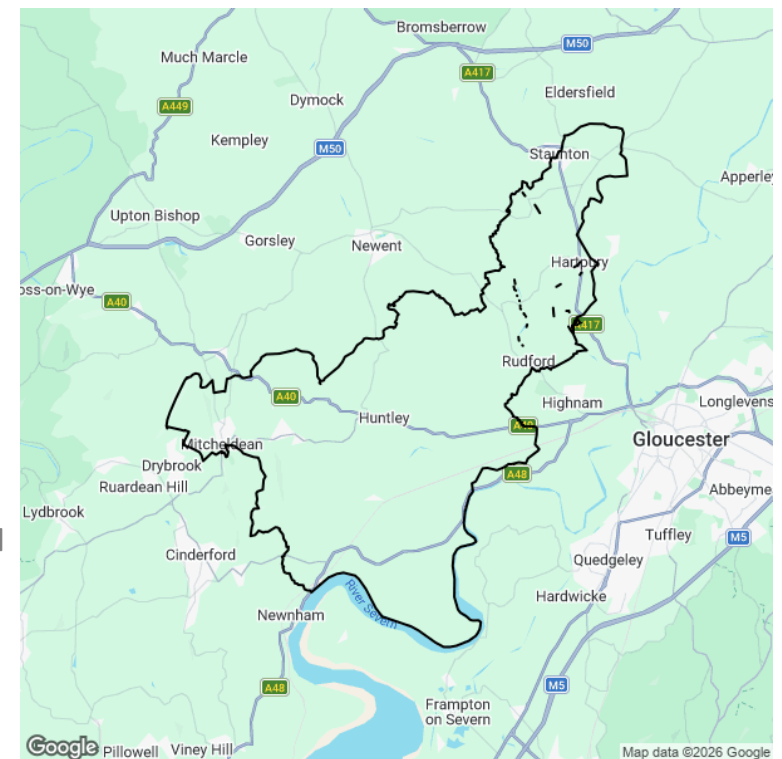 Bromsberrow
Much Marcle
M50
A417
Eldersfield
A449
Dymock
Kempley
M50
Staunton
Apperley
Upton Bishop
Gorsley
Newent
Hartpury
oss-on-Wye
A40
A417
Rudford
A40
Highnam
Longlevens
Huntley
A40
Mitcheldean
Gloucester
Drybrook
A48
Ruardean Hill
Abbeyme
Lydbrook
Tuffley
M5
Cinderford
Quedgeley
River Severn
Hardwicke
Newnham
A48
M5
Frampton
on Severn
Google
Pillowell
Viney Hill
Map data ©2026 Google